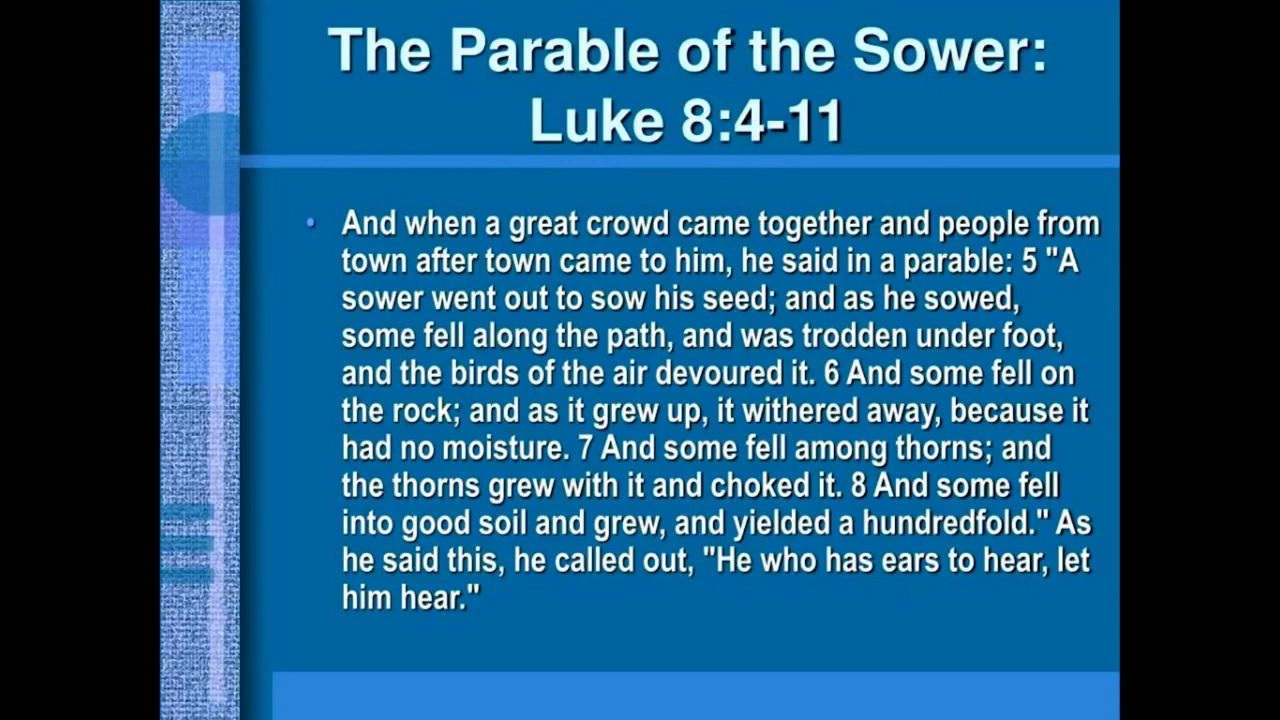 The Parable of the Sower:
Luke 8:4-11
• And when a great crowd came together and people from
town after town came to him, he said in a parable: 5 "A
sower went out to sow his seed; and as he sowed,
some fell along the path, and was trodden under foot,
and the birds of the air devoured it. 6 And some fell on
the rock; and as it grew up, it withered away, because it
had no moisture. 7 And some fell among thorns; and
the thorns grew with it and choked it. 8 And some fell
into good soil and grew, and yielded a hundredfold." As
he said this, he called out, "He who has ears to hear, let
him hear."